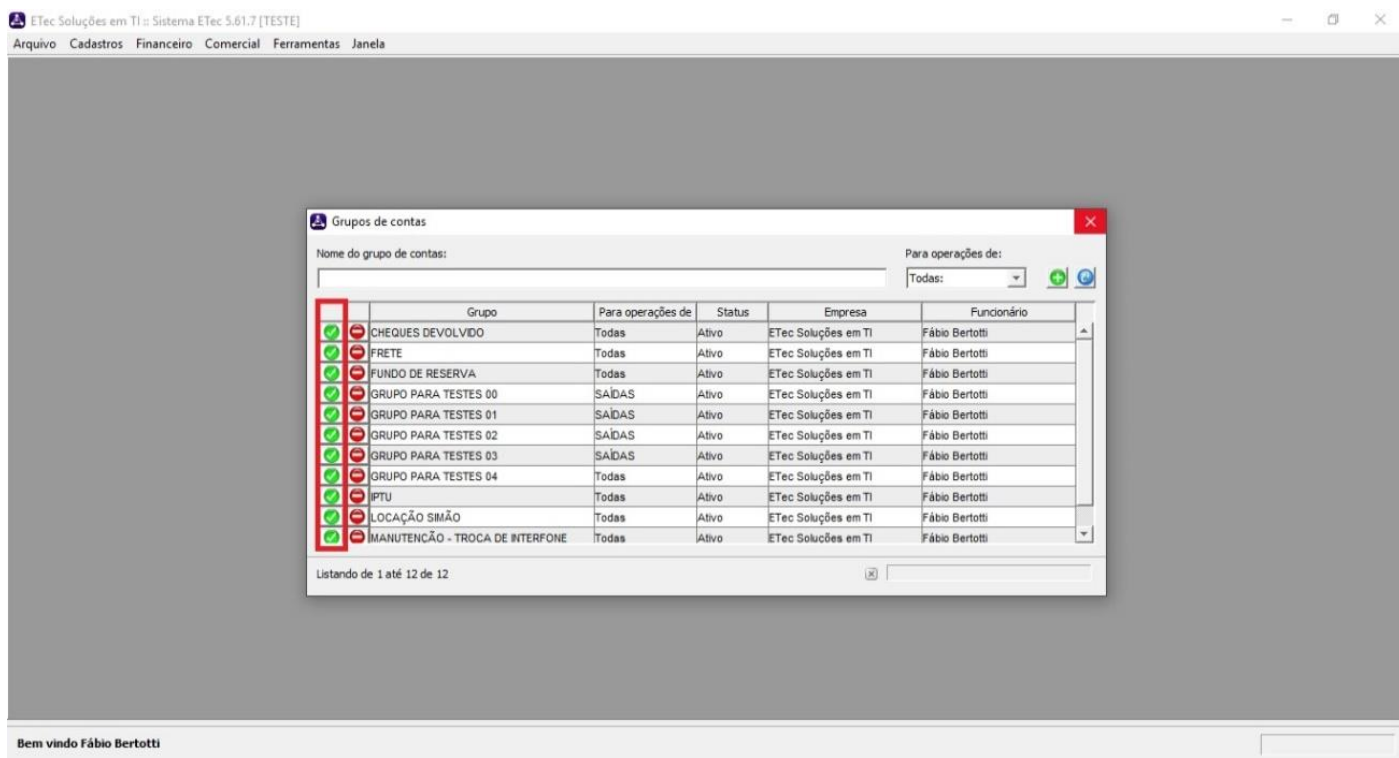 ETec Soluções em TI :: Sistema ETec 5.61.7 [TESTE]
Arquivo Cadastros Financeiro Comercial Ferramentas Janela
Grupos de contas
Nome do grupo de contas: Para operações de:
Todas:
Grupo Para operações de Status Empresa Funcionário
CHEQUES DEVOLVIDO Todas Ativo ETec Soluções em TI Fábio Bertotti
FRETE Todas Ativo ETec Soluções em TI Fábio Bertotti
FUNDO DE RESERVA Todas Ativo ETec Soluções em TI Fábio Bertotti
GRUPO PARA TESTES 00 SAÍDAS Ativo ETec Soluções em TI Fábio Bertotti
GRUPO PARA TESTES 01 SAÍDAS Ativo ETec Soluções em TI Fábio Bertotti
GRUPO PARA TESTES 02 SAÍDAS Ativo ETec Soluções em TI Fábio Bertotti
GRUPO PARA TESTES 03 SAÍDAS Ativo ETec Soluções em TI Fábio Bertotti
GRUPO PARA TESTES 04 Todas Ativo ETec Soluções em TI Fábio Bertotti
IPTU Todas Ativo ETec Soluções em TI Fábio Bertotti
LOCAÇÃO SIMÃO Todas Ativo ETec Soluções em TI Fábio Bertotti
MANUTENÇÃO - TROCA DE INTERFONE Todas Ativo ETec Soluções em TI Fábio Bertotti
Listando de 1 até 12 de 12
Bem vindo Fábio Bertotti